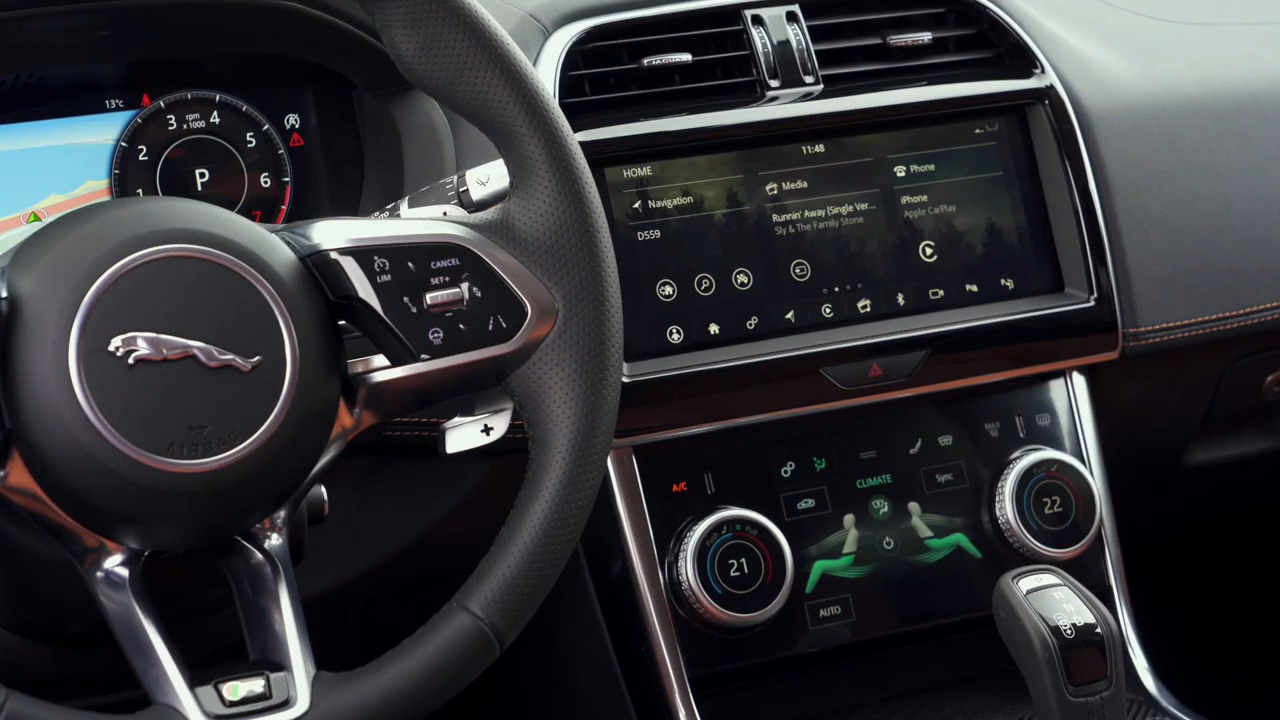 13°c
3 rpm 4
x1000
2
5
1
P
6
7
JAGUAR
11:48
HOME
Navigation
D559
Media
Runnin' Away (Single Ver...
Sly & The Family Stone
Phone
iPhone
Apple CarPlay
LIM
CANCEL
SET+
AIRBAG
+
A/C
CLIMATE
Sync
MAX
21
22
AUTO
R
N
D
R